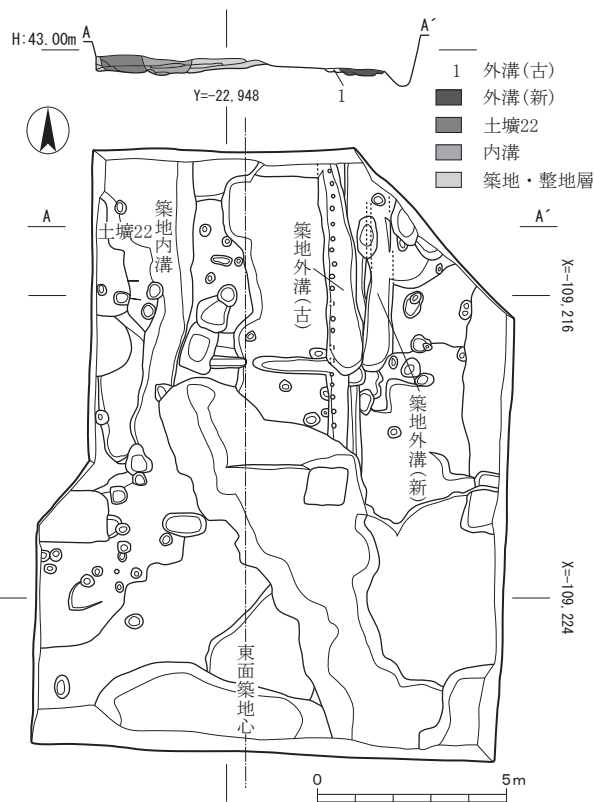 H:43.00m
A
A´
1
Y=-22,948
1 外溝(古)
外溝(新)
土壙22
内溝
築地・整地層
A
A´
土壙22
築地内溝
築地外溝(古)
築地外溝(新)
X=-109,216
X=-109,224
東面築地心
0
5m